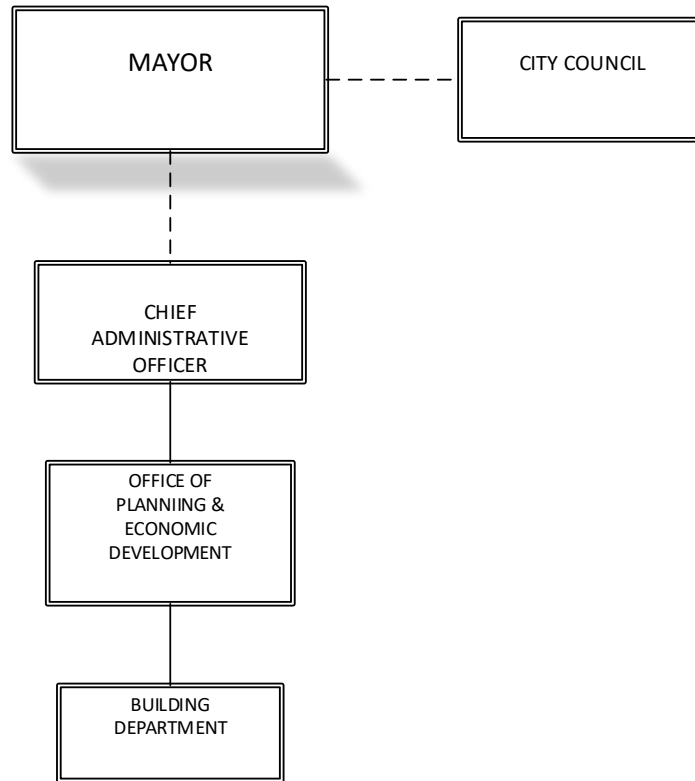 MAYOR
CITY COUNCIL
CHIEF
ADMINISTRATIVE
OFFICER
OFFICE OF
PLANNIING &
ECONOMIC
DEVELOPMENT
BUILDING
DEPARTMENT